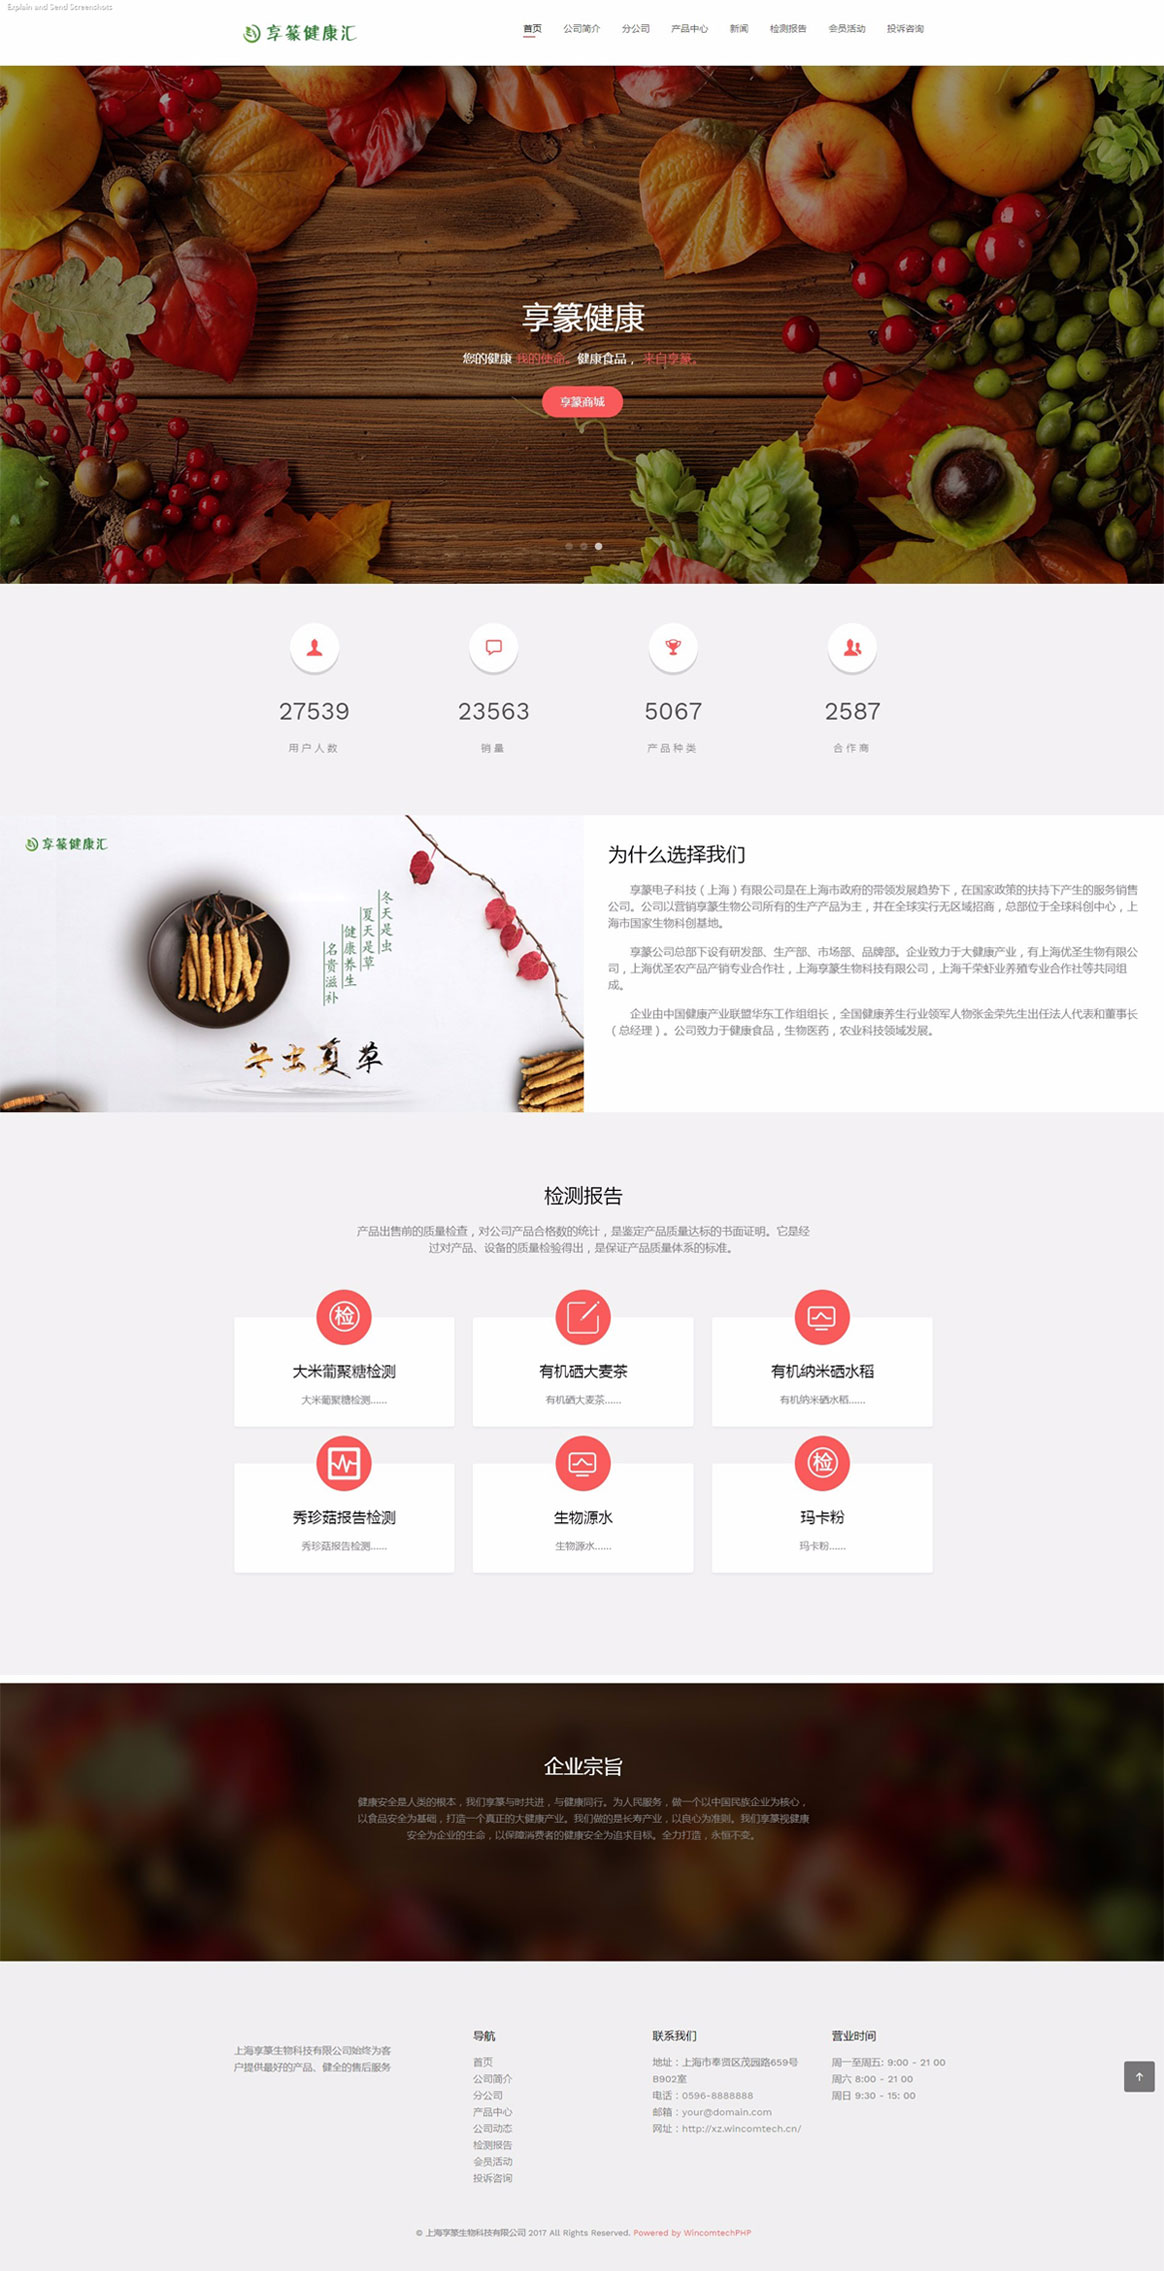 Explain and Send Screenshots
享篆健康汇
首页 公司简介 分公司 产品中心 新闻 检测报告 会员活动 投诉咨询
享篆健康
您的健康 我的使命。健康食品， 来自享篆。
享篆商城
27539 23563 5067 2587
用户人数 销量 产品种类 合作商
享篆健康汇
冬天是虫
夏天是草
健康养生
名贵滋补
冬虫夏草
为什么选择我们
享篆电子科技（上海）有限公司是在上海市政府的带领发展趋势下，在国家政策的扶持下产生的服务销售
公司。公司以营销享篆生物公司所有的生产产品为主，并在全球实行无区域招商，总部位于全球科创中心，上
海市国家生物科创基地。
享篆公司总部下设有研发部、生产部、市场部、品牌部。企业致力于大健康产业，有上海优圣生物有限公
司，上海优圣农产品产销专业合作社，上海享篆生物科技有限公司，上海千荣虾业养殖专业合作社等共同组
成。
企业由中国健康产业联盟华东工作组组长，全国健康养生行业领军人物张金荣先生出任法人代表和董事长
（总经理）。公司致力于健康食品，生物医药，农业科技领域发展。
检测报告
产品出售前的质量检查，对公司产品合格数的统计，是鉴定产品质量达标的书面证明。它是经
过对产品、设备的质量检验得出，是保证产品质量体系的标准。
检
大米葡聚糖检测 有机硒大麦茶 有机纳米硒水稻
大米葡聚糖检测...... 有机硒大麦茶...... 有机纳米硒水稻......
检
秀珍菇报告检测 生物源水 玛卡粉
秀珍菇报告检测...... 生物源水...... 玛卡粉......
企业宗旨
健康安全是人类的根本，我们享篆与时共进，与健康同行。为人民服务，做一个以中国民族企业为核心，
以食品安全为基础，打造一个真正的大健康产业。我们做的是长寿产业，以良心为准则。我们享篆视健康
安全为企业的生命，以保障消费者的健康安全为追求目标。全力打造，永恒不变。
上海享篆生物科技有限公司始终为客
户提供最好的产品、健全的售后服务
导航
首页
公司简介
分公司
产品中心
公司动态
检测报告
会员活动
投诉咨询
联系我们
地址：上海市奉贤区茂园路659号
B902室
电话：0596-8888888
邮箱：your@domain.com
网址：http://xz.wincomtech.cn/
营业时间
周一至周五: 9:00 - 21 00
周六 8:00 - 21 00
周日 9:30 - 15: 00
© 上海享篆生物科技有限公司 2017 All Rights Reserved. Powered by WincomtechPHP